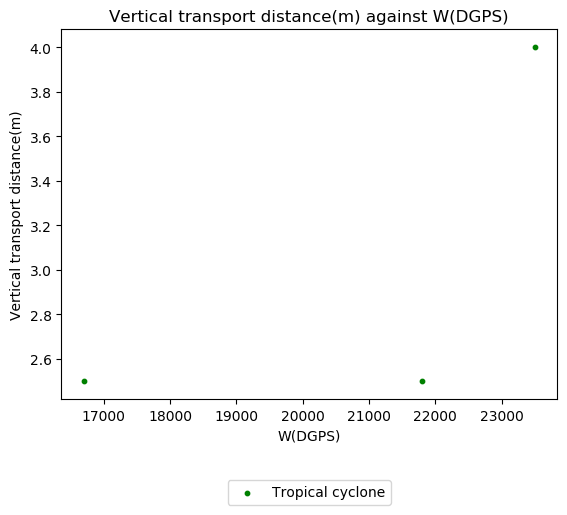 Vertical transport distance(m) against W(DGPS)
Vertical transport distance(m)
4.0
3.8
3.6
3.4
3.2
3.0
2.8
2.6
17000 18000 19000 20000 21000 22000 23000
W(DGPS)
Tropical cyclone